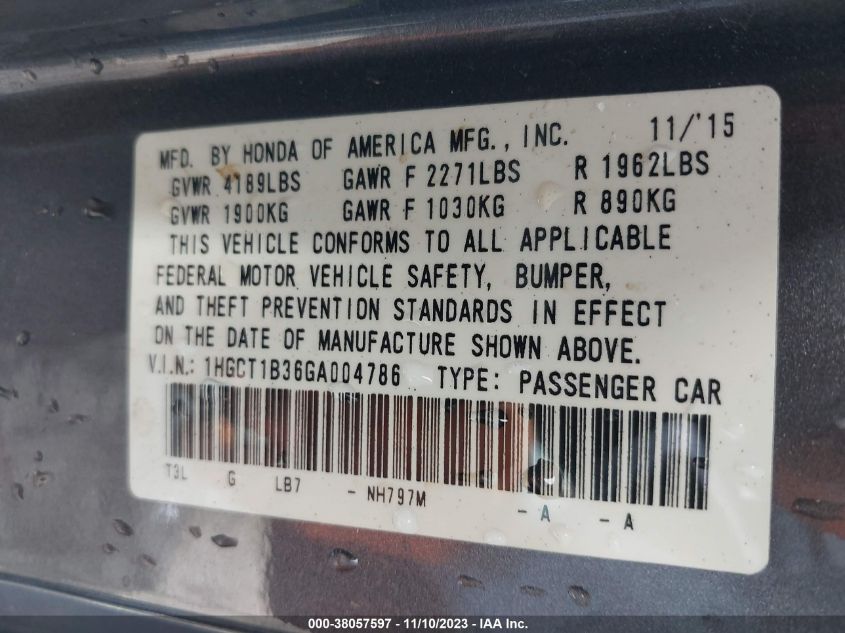 MFD. BY HONDA OF AMERICA MFG., INC. 11/'15
GVWR 4189LBS GAWR F 2271LBS R 1962LBS
GVWR 1900KG GAWR F 1030KG R 890KG
THIS VEHICLE CONFORMS TO ALL APPLICABLE
FEDERAL MOTOR VEHICLE SAFETY, BUMPER,
AND THEFT PREVENTION STANDARDS IN EFFECT
ON THE DATE OF MANUFACTURE SHOWN ABOVE.
V.I.N.: 1HGCT1B36GA004786 TYPE: PASSENGER CAR
T3L G LB7 - NH797M - A - A
000-38057597 - 11/10/2023 - IAA Inc.